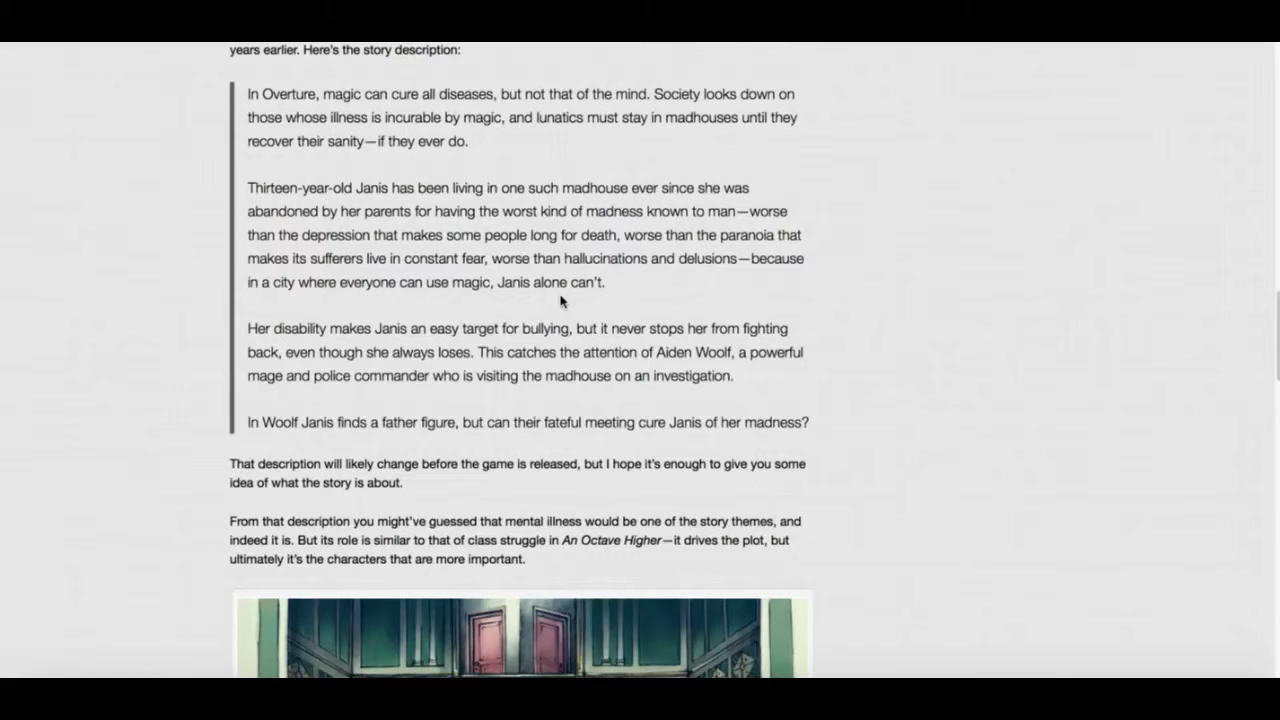 years earlier. Here's the story description:
In Overture, magic can cure all diseases, but not that of the mind. Society looks down on
those whose illness is incurable by magic, and lunatics must stay in madhouses until they
recover their sanity—if they ever do.
Thirteen-year-old Janis has been living in one such madhouse ever since she was
abandoned by her parents for having the worst kind of madness known to man—worse
than the depression that makes some people long for death, worse than the paranoia that
makes its sufferers live in constant fear, worse than hallucinations and delusions—because
in a city where everyone can use magic, Janis alone can't.
Her disability makes Janis an easy target for bullying, but it never stops her from fighting
back, even though she always loses. This catches the attention of Aiden Woolf, a powerful
mage and police commander who is visiting the madhouse on an investigation.
In Woolf Janis finds a father figure, but can their fateful meeting cure Janis of her madness?
That description will likely change before the game is released, but I hope it's enough to give you some
idea of what the story is about.
From that description you might've guessed that mental illness would be one of the story themes, and
indeed it is. But its role is similar to that of class struggle in An Octave Higher—it drives the plot, but
ultimately it's the characters that are more important.